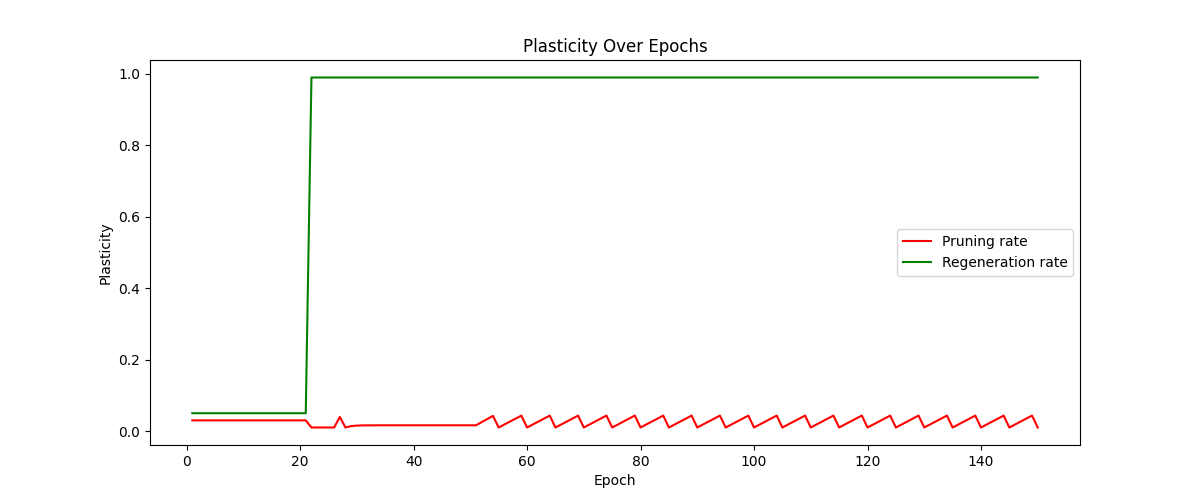 Plasticity Over Epochs
Plasticity
1.0
0.8
0.6
0.4
0.2
0.0
Pruning rate
Regeneration rate
0 20 40 60 80 100 120 140
Epoch